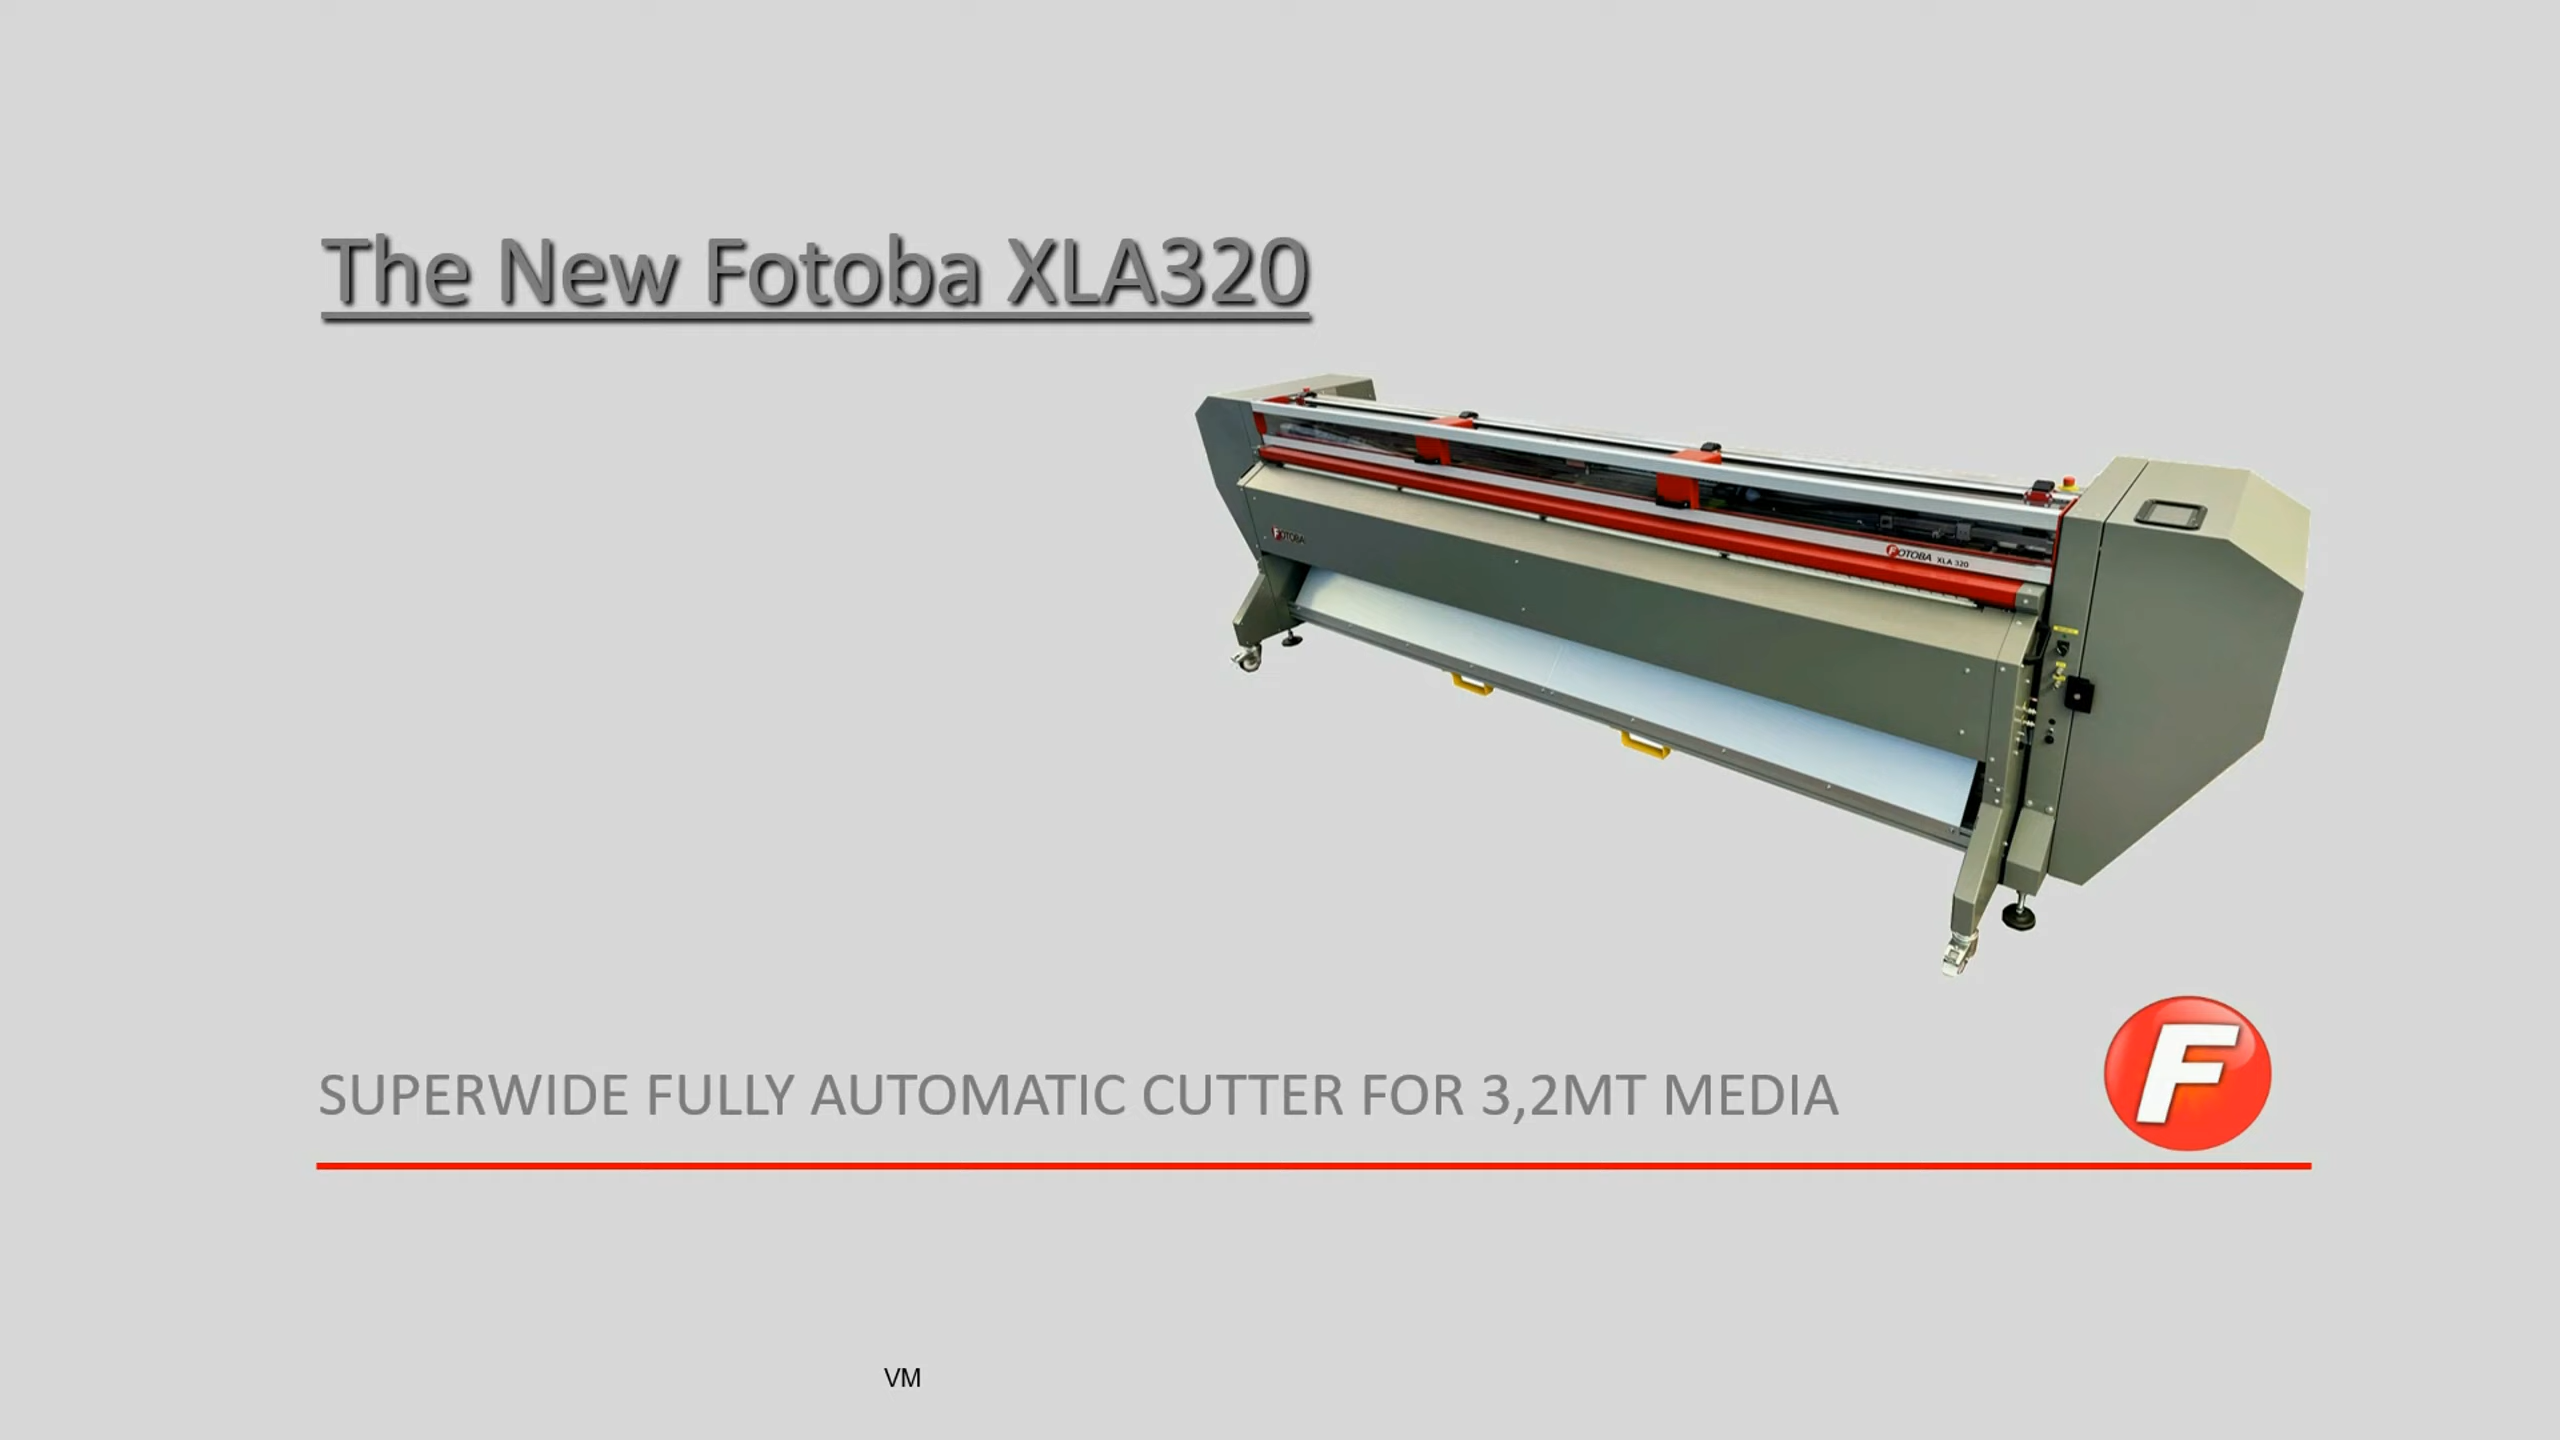 The New Fotoba XLA320
FOTOBA
FOTOBA XLA 320
SUPERWIDE FULLY AUTOMATIC CUTTER FOR 3,2MT MEDIA
F
VM